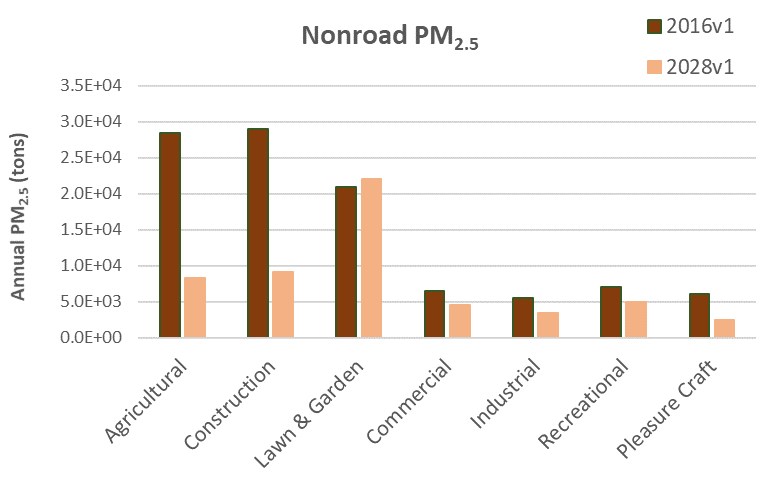 Nonroad PM2.5
2016v1
2028v1
Annual PM2.5 (tons)
3.5E+04
3.0E+04
2.5E+04
2.0E+04
1.5E+04
1.0E+04
5.0E+03
0.0E+00
Agricultural
Construction
Lawn & Garden
Commercial
Industrial
Recreational
Pleasure Craft